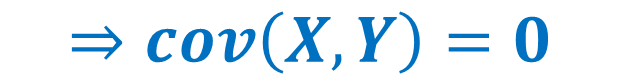 ⇒ cov(X, Y) = 0